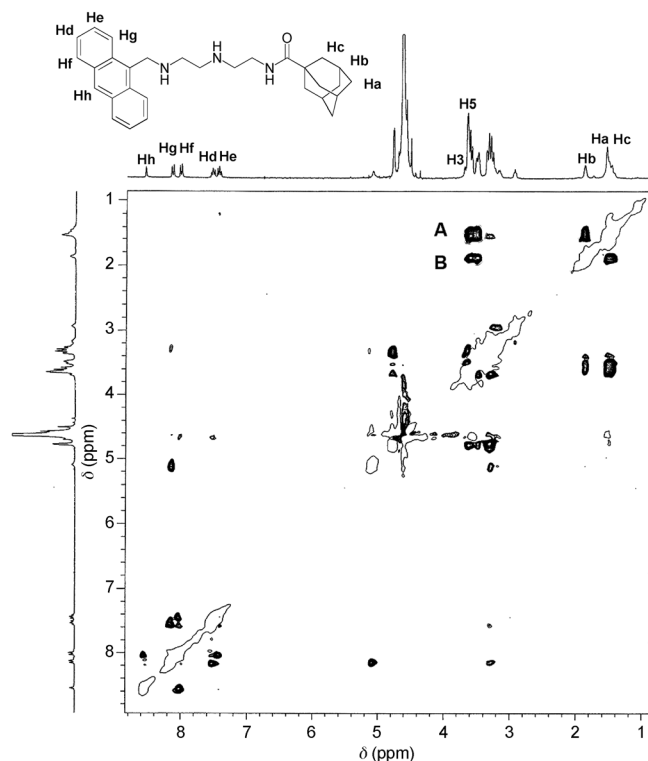 He
Hd
Hg
Hf
Hh
N
H
H
N
N
H
O
Hc
Hb
Ha
H5
Hg Hf
Hh
Hd He
H3
Hb
Ha Hc
1
2
3
4
5
6
7
8
δ (ppm)
A
B
8 7 6 5 4 3 2 1
δ (ppm)